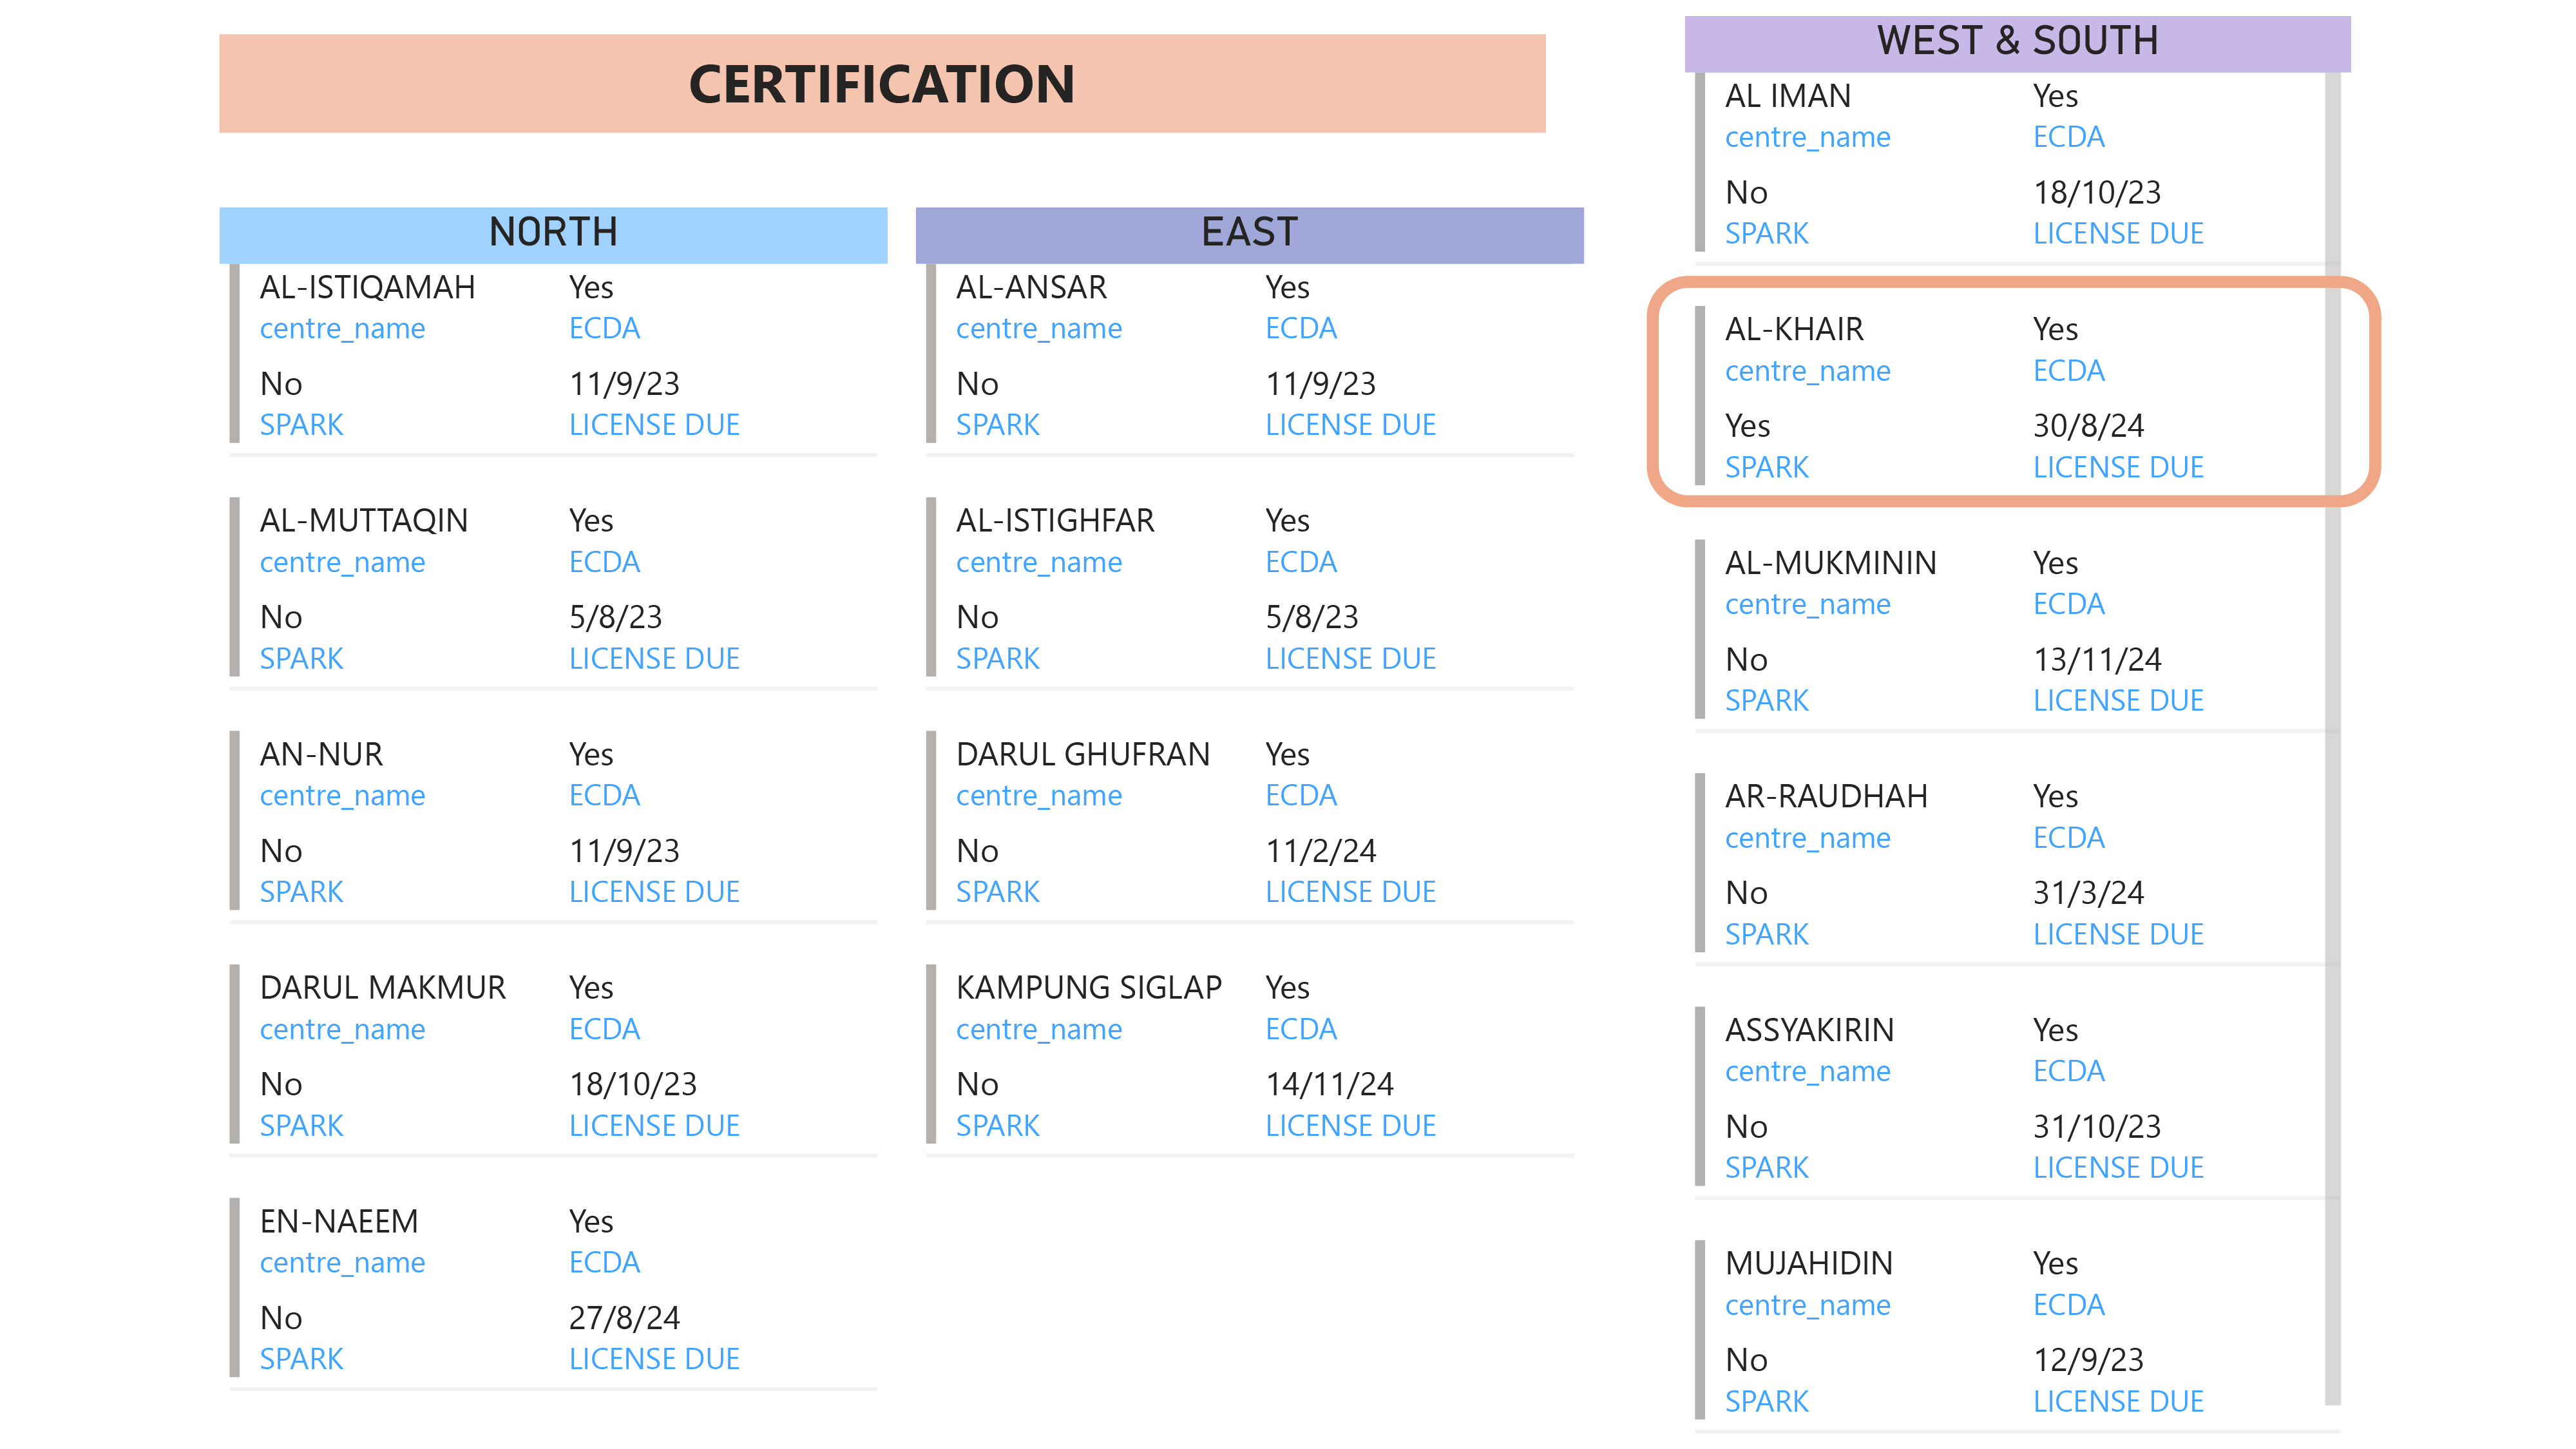 CERTIFICATION
NORTH
AL-ISTIQAMAH Yes
centre_name ECDA
No 11/9/23
SPARK LICENSE DUE
AL-MUTTAQIN Yes
centre_name ECDA
No 5/8/23
SPARK LICENSE DUE
AN-NUR Yes
centre_name ECDA
No 11/9/23
SPARK LICENSE DUE
DARUL MAKMUR Yes
centre_name ECDA
No 18/10/23
SPARK LICENSE DUE
EN-NAEEM Yes
centre_name ECDA
No 27/8/24
SPARK LICENSE DUE
EAST
AL-ANSAR Yes
centre_name ECDA
No 11/9/23
SPARK LICENSE DUE
AL-ISTIGHFAR Yes
centre_name ECDA
No 5/8/23
SPARK LICENSE DUE
DARUL GHUFRAN Yes
centre_name ECDA
No 11/2/24
SPARK LICENSE DUE
KAMPUNG SIGLAP Yes
centre_name ECDA
No 14/11/24
SPARK LICENSE DUE
WEST & SOUTH
AL IMAN Yes
centre_name ECDA
No 18/10/23
SPARK LICENSE DUE
AL-KHAIR Yes
centre_name ECDA
Yes 30/8/24
SPARK LICENSE DUE
AL-MUKMININ Yes
centre_name ECDA
No 13/11/24
SPARK LICENSE DUE
AR-RAUDHAH Yes
centre_name ECDA
No 31/3/24
SPARK LICENSE DUE
ASSYAKIRIN Yes
centre_name ECDA
No 31/10/23
SPARK LICENSE DUE
MUJAHIDIN Yes
centre_name ECDA
No 12/9/23
SPARK LICENSE DUE